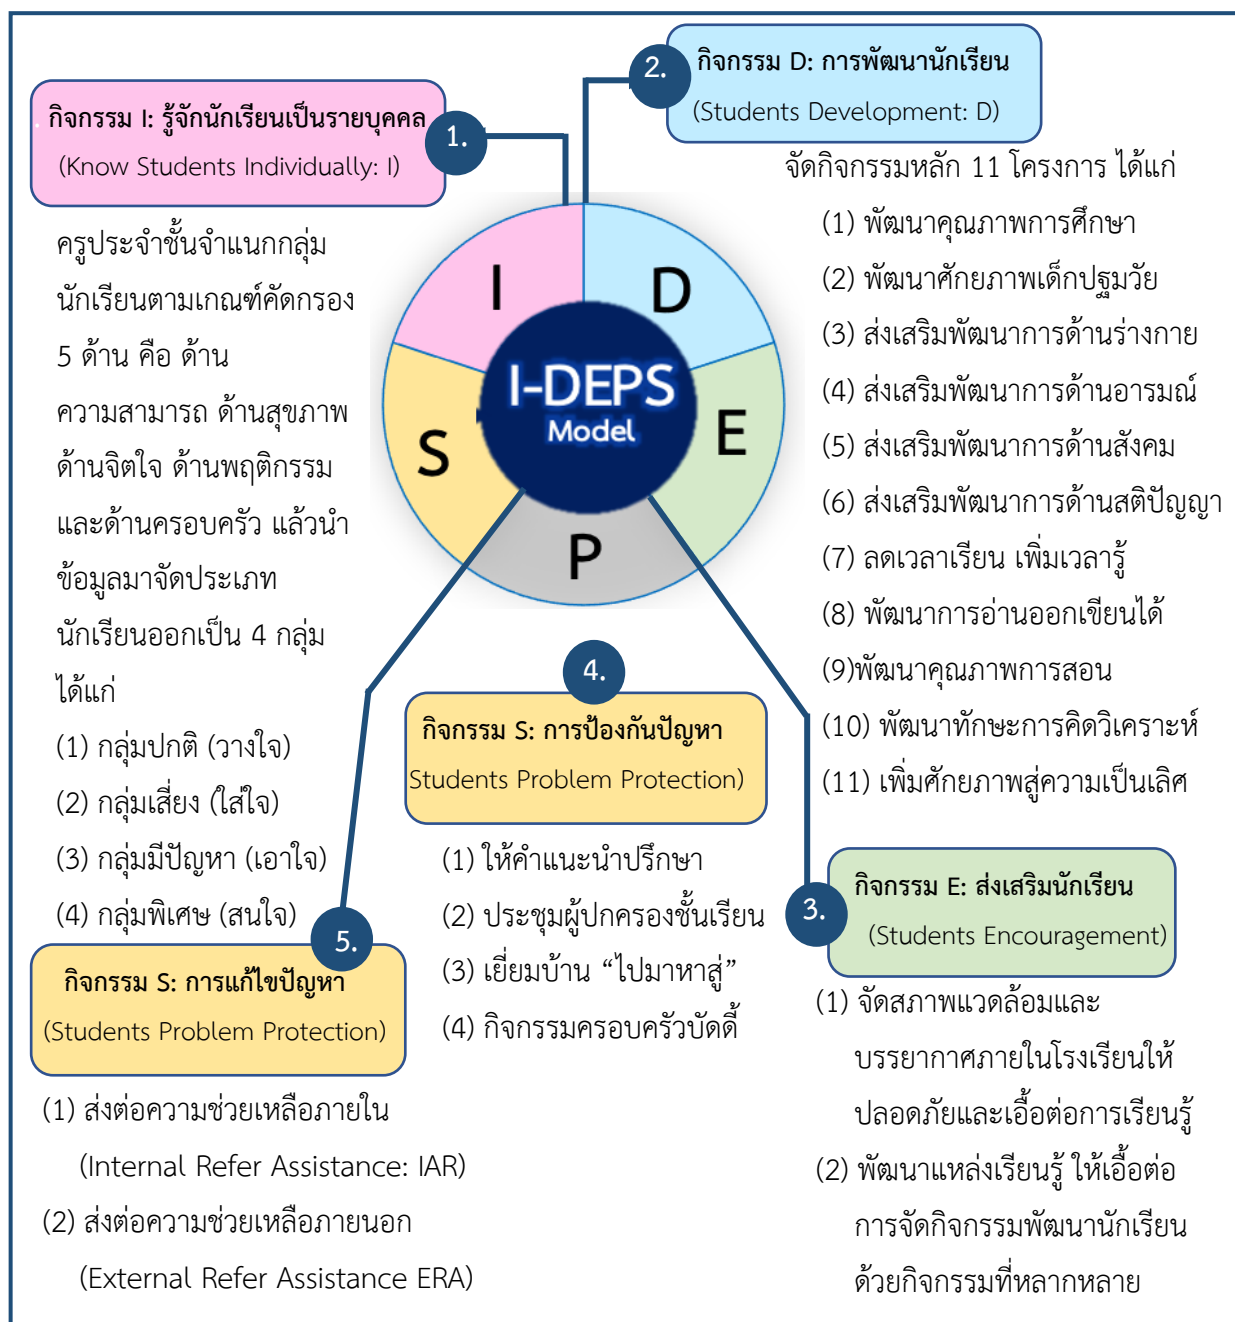 1.
. กิจกรรม I: รู้จักนักเรียนเป็นรายบุคคล
(Know Students Individually: I)
ครูประจำชั้นจำแนกกลุ่ม
นักเรียนตามเกณฑ์คัดกรอง
5 ด้าน คือ ด้าน
ความสามารถ ด้านสุขภาพ
ด้านจิตใจ ด้านพฤติกรรม
และด้านครอบครัว แล้วนำ
ข้อมูลมาจัดประเภท
นักเรียนออกเป็น 4 กลุ่ม
ได้แก่
(1) กลุ่มปกติ (วางใจ)
(2) กลุ่มเสี่ยง (ใส่ใจ)
(3) กลุ่มมีปัญหา (เอาใจ)
(4) กลุ่มพิเศษ (สนใจ)
I
D
E
P
S
I-DEPS
Model
2.
กิจกรรม D: การพัฒนานักเรียน
(Students Development: D)
จัดกิจกรรมหลัก 11 โครงการ ได้แก่
(1) พัฒนาคุณภาพการศึกษา
(2) พัฒนาศักยภาพเด็กปฐมวัย
(3) ส่งเสริมพัฒนาการด้านร่างกาย
(4) ส่งเสริมพัฒนาการด้านอารมณ์
(5) ส่งเสริมพัฒนาการด้านสังคม
(6) ส่งเสริมพัฒนาการด้านสติปัญญา
(7) ลดเวลาเรียน เพิ่มเวลารู้
(8) พัฒนาการอ่านออกเขียนได้
(9)พัฒนาคุณภาพการสอน
(10) พัฒนาทักษะการคิดวิเคราะห์
(11) เพิ่มศักยภาพสู่ความเป็นเลิศ
3.
กิจกรรม E: ส่งเสริมนักเรียน
(Students Encouragement)
(1) จัดสภาพแวดล้อมและ
บรรยากาศภายในโรงเรียนให้
ปลอดภัยและเอื้อต่อการเรียนรู้
(2) พัฒนาแหล่งเรียนรู้ ให้เอื้อต่อ
การจัดกิจกรรมพัฒนานักเรียน
ด้วยกิจกรรมที่หลากหลาย
4.
กิจกรรม S: การป้องกันปัญหา
Students Problem Protection)
(1) ให้คำแนะนำปรึกษา
(2) ประชุมผู้ปกครองชั้นเรียน
(3) เยี่ยมบ้าน “ไปมาหาสู่”
(4) กิจกรรมครอบครัวบัดดี้
5.
กิจกรรม S: การแก้ไขปัญหา
(Students Problem Protection)
(1) ส่งต่อความช่วยเหลือภายใน
(Internal Refer Assistance: IAR)
(2) ส่งต่อความช่วยเหลือภายนอก
(External Refer Assistance ERA)